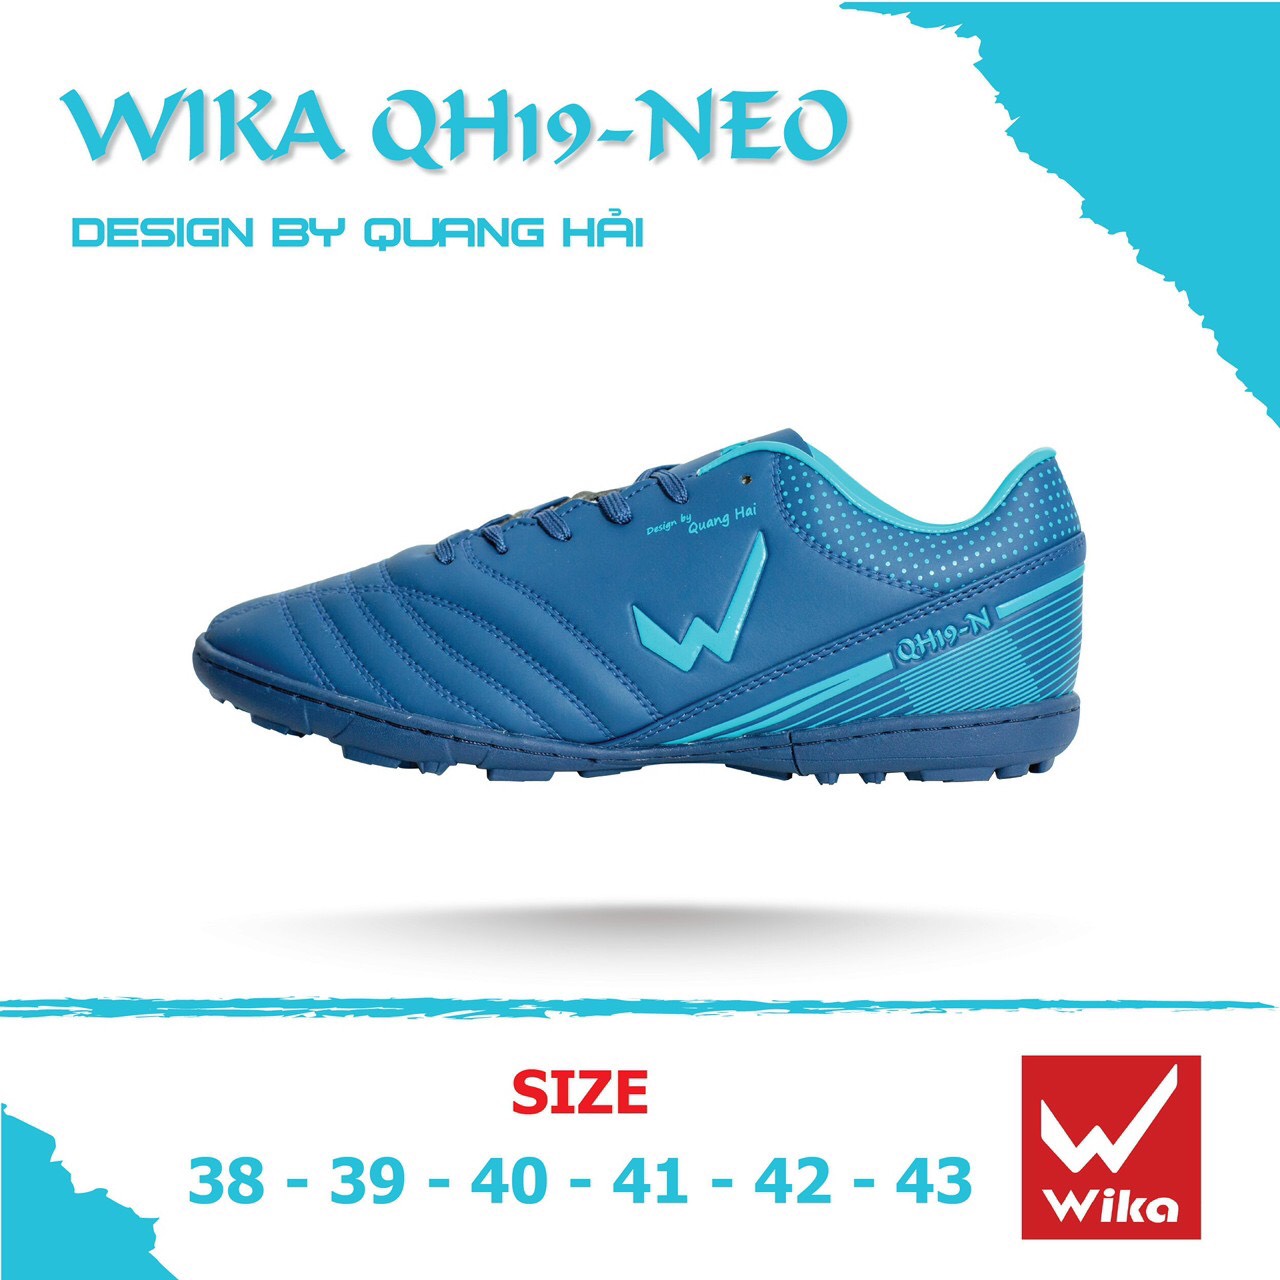 WIKA QH19-NEO
DESIGN BY QUANG HẢI
Design by
Quang Hai
QH19-N
SIZE
38 - 39 - 40 - 41 - 42 - 43
Wika